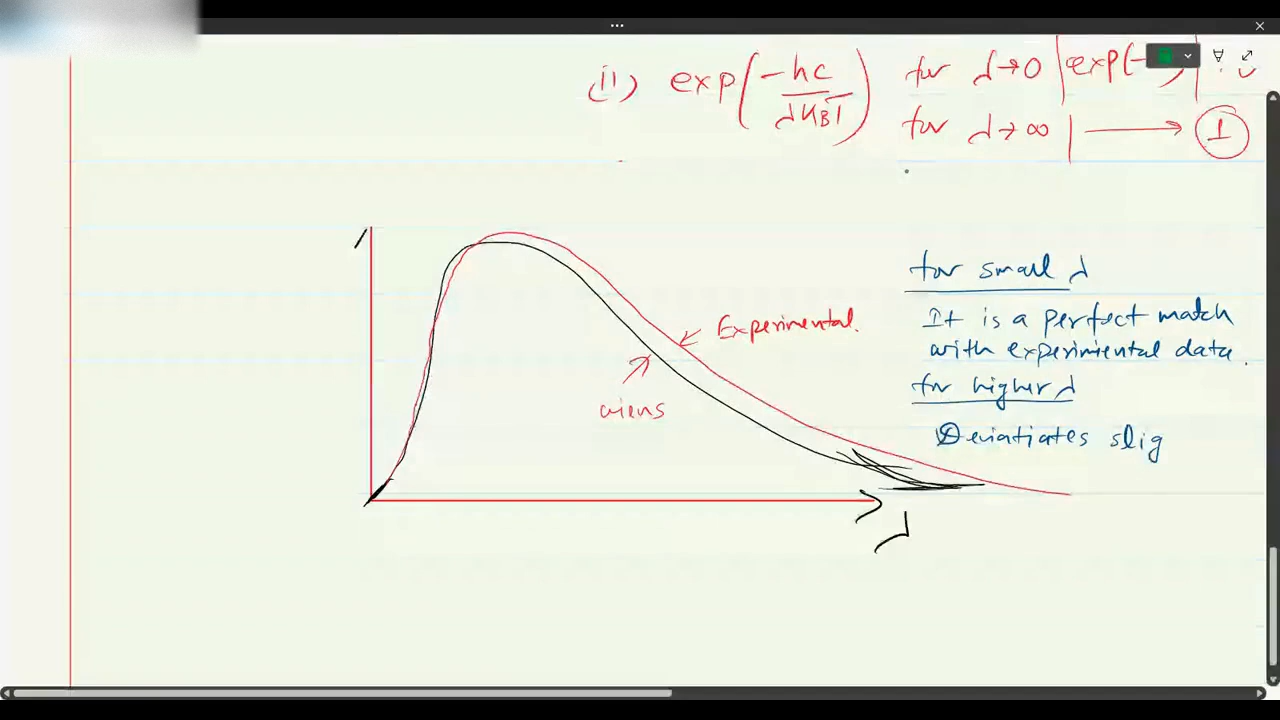 (ii) exp(-hc/λKBT) for λ→0 | exp(-
for λ→∞ | → 1
for small λ
It is a perfect match
with experimental data.
for higher λ
Deviatiates slig
Experimental.
wiens
λ